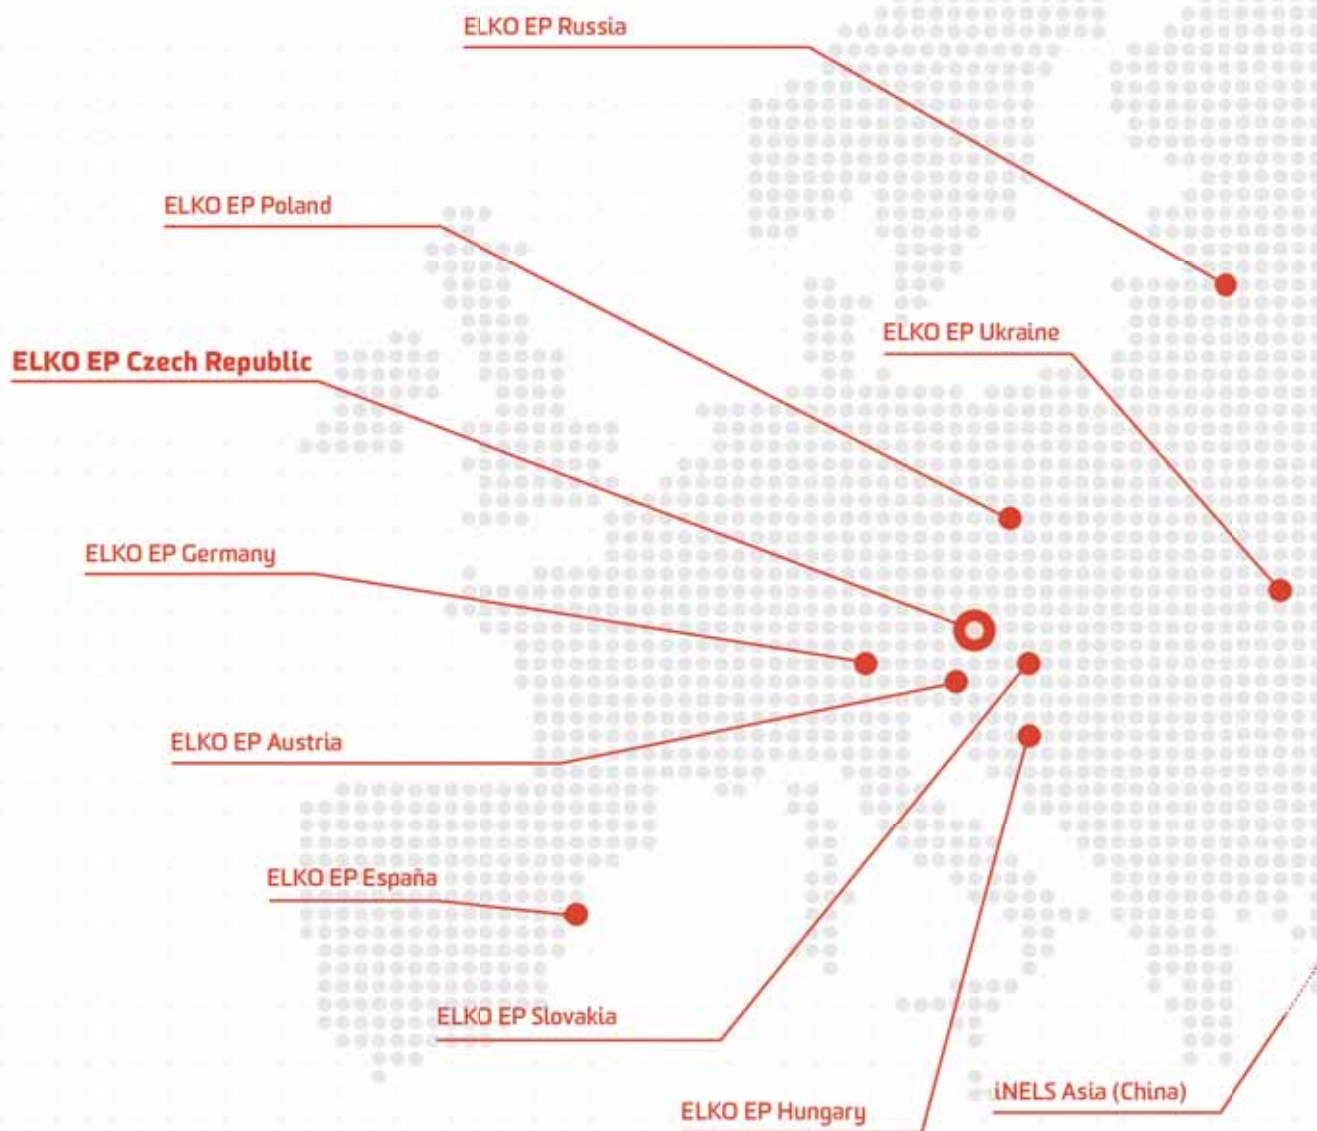 ELKO EP Russia
ELKO EP Poland
ELKO EP Ukraine
ELKO EP Czech Republic
ELKO EP Germany
ELKO EP Austria
ELKO EP España
ELKO EP Slovakia
iNELS Asia (China)
ELKO EP Hungary